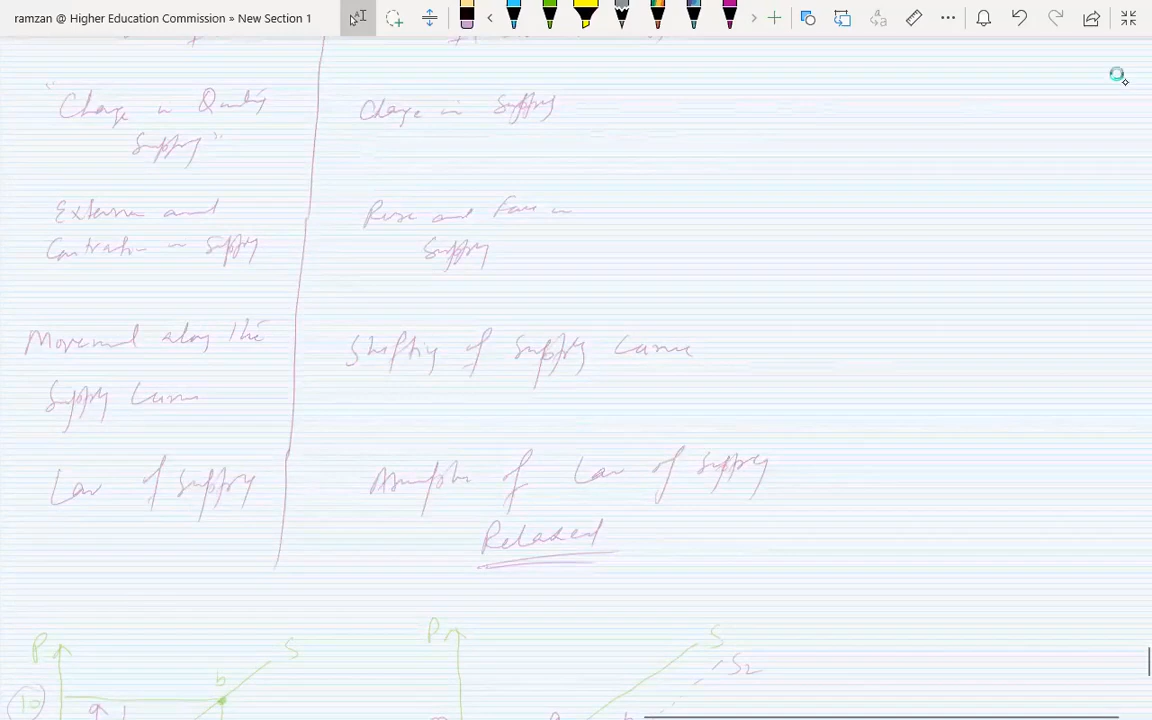 ramzan @ Higher Education Commission » New Section 1
"Change in Quantity
Supply"
Change in Supply
Extension and
Contraction in Supply
Rise and Fall in
Supply
Movement along the
Supply Curve
Shifting of Supply Curve
Law of Supply
Assumption of Law of Supply
Relaxed
P
S
b
10
a
P
S
S2
a
b